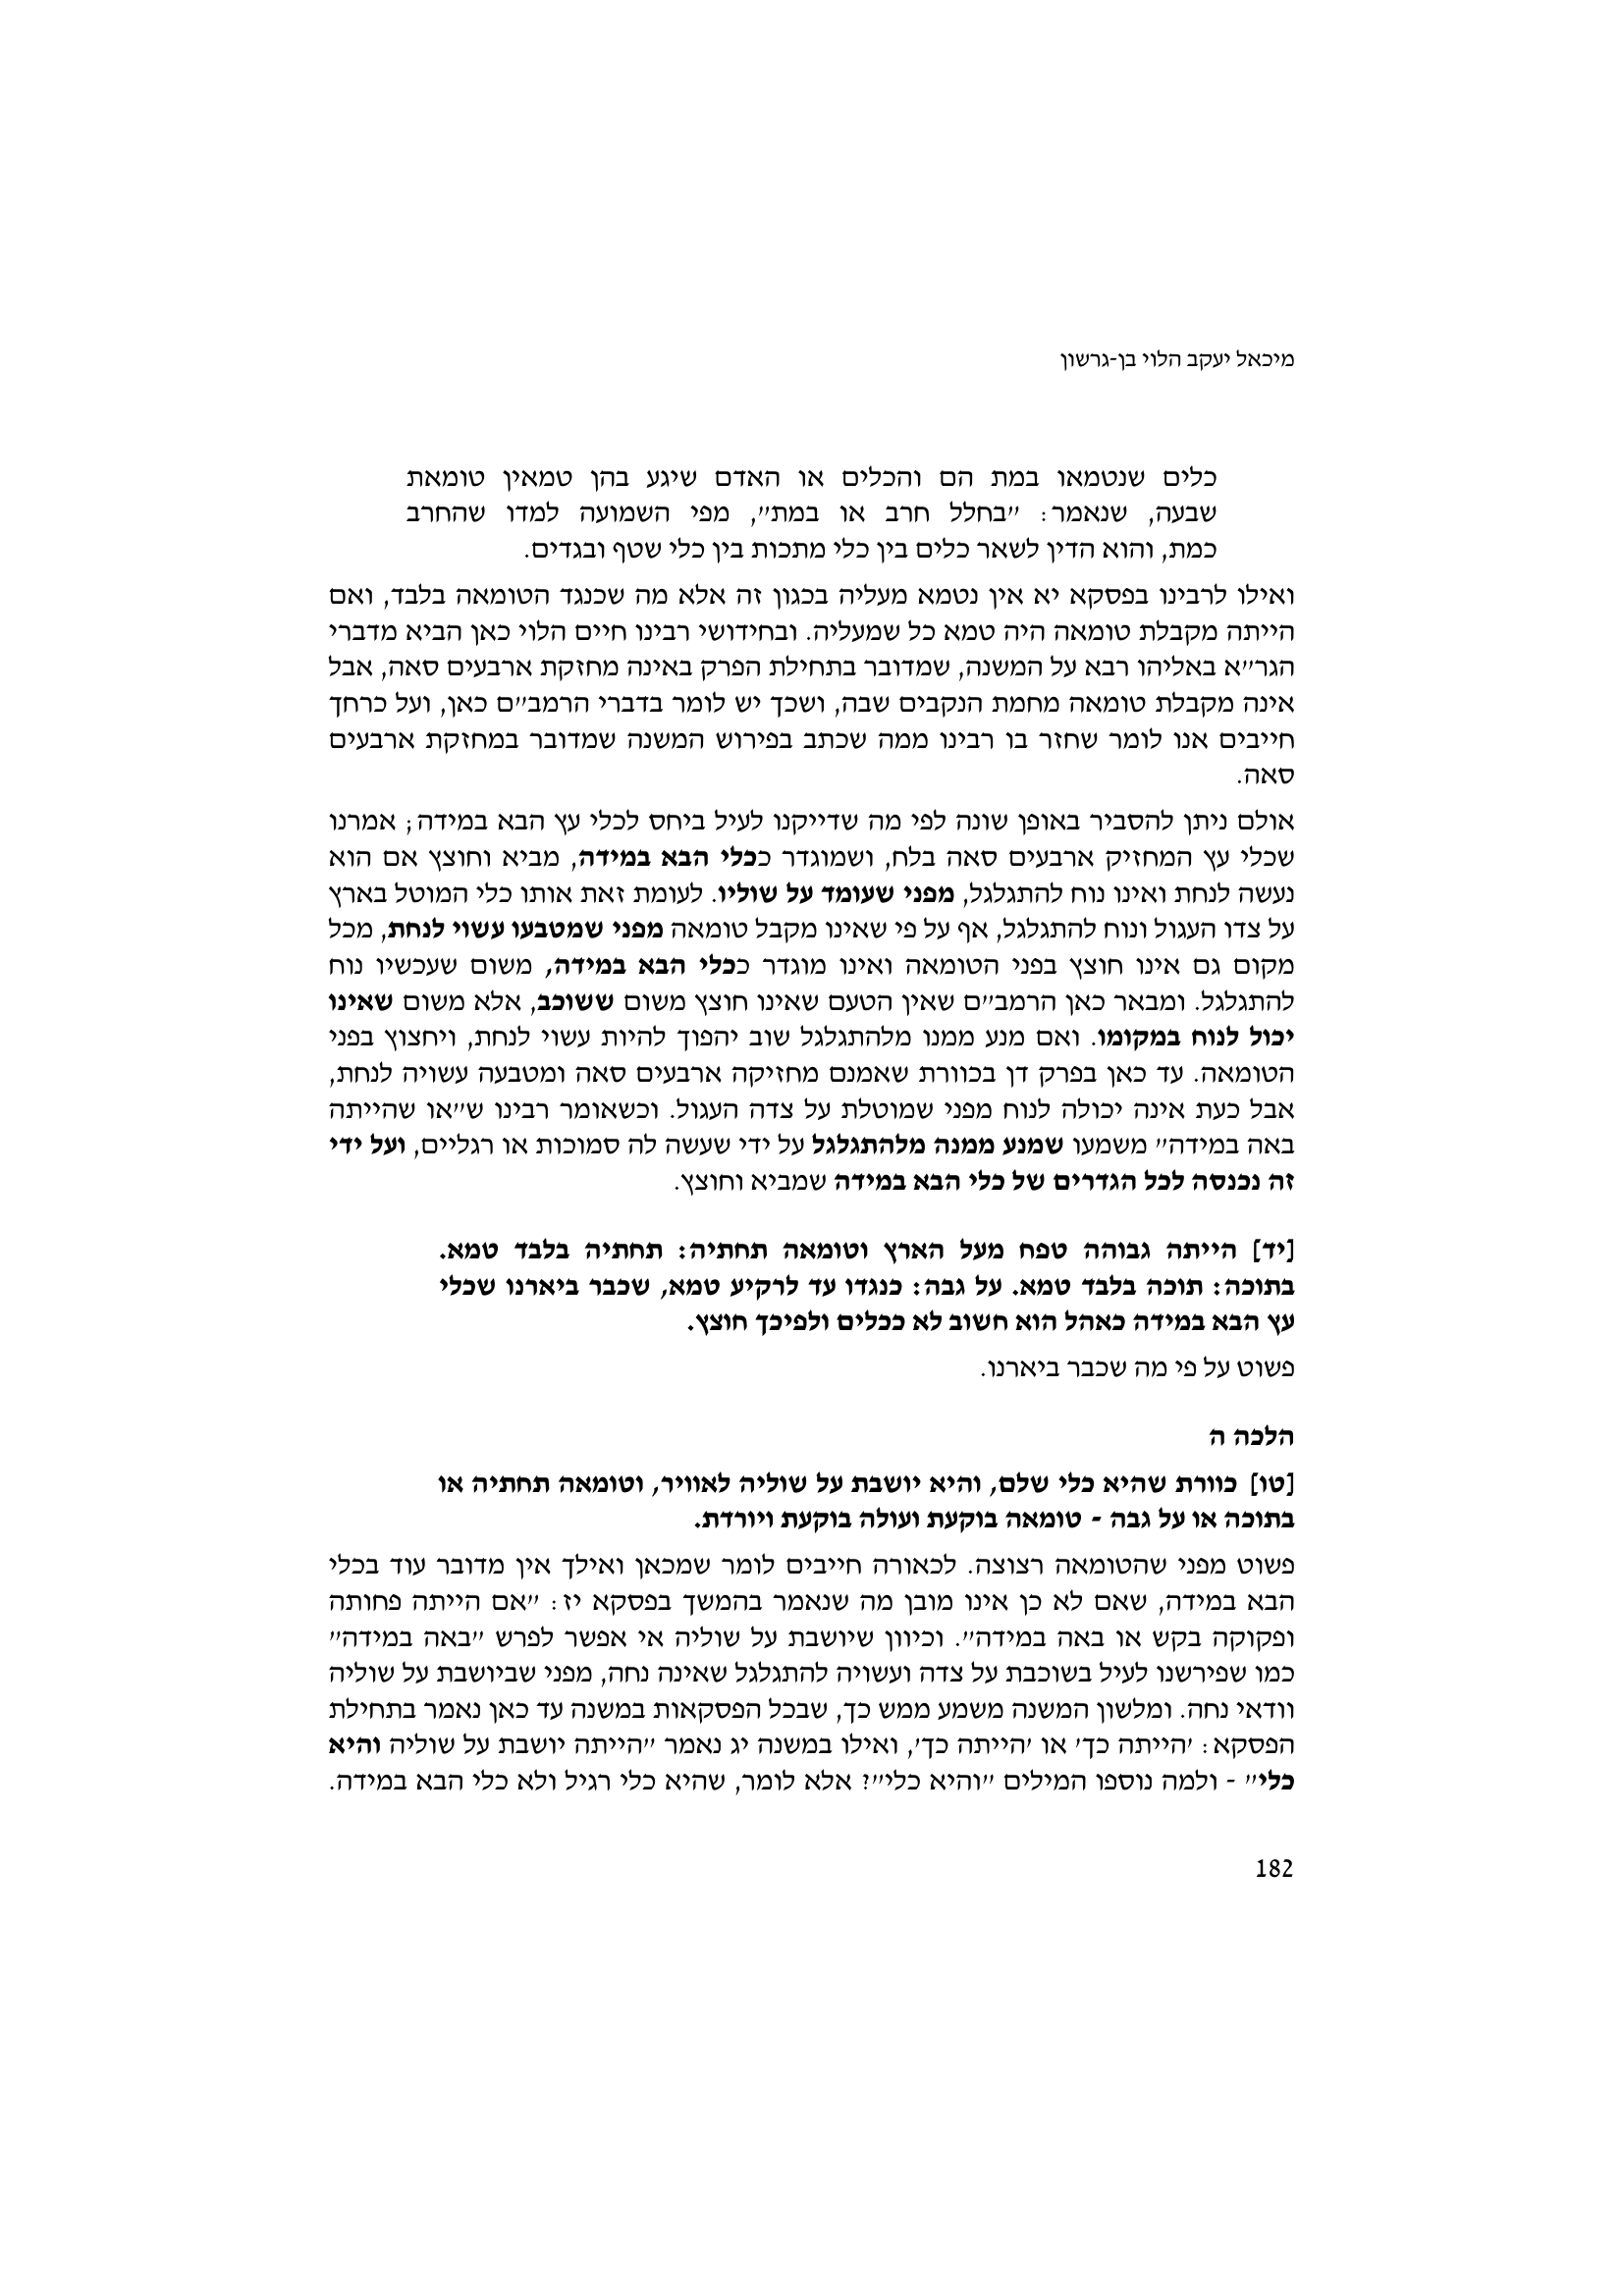 מיכאל יעקב הלוי בן-גרשון
כלים שנטמאו במת הם והכלים או האדם שיגע בהן טמאין טומאת
שבעה, שנאמר: ״בחלל חרב או במת״, מפי השמועה למדו שהחרב
כמת, והוא הדין לשאר כלים בין כלי מתכות בין כלי שטף ובגדים.
ואילו לרבינו בפסקא יא אין נטמא מעליה בכגון זה אלא מה שכנגד הטומאה בלבד, ואם
הייתה מקבלת טומאה היה טמא כל שמעליה. ובחידושי רבינו חיים הלוי כאן הביא מדברי
הגר״א באליהו רבא על המשנה, שמדובר בתחילת הפרק באינה מחזקת ארבעים סאה, אבל
אינה מקבלת טומאה מחמת הנקבים שבה, ושכך יש לומר בדברי הרמב״ם כאן, ועל כרחך
חייבים אנו לומר שחזר בו רבינו ממה שכתב בפירוש המשנה שמדובר במחזקת ארבעים
סאה.
אולם ניתן להסביר באופן שונה לפי מה שדייקנו לעיל ביחס לכלי עץ הבא במידה; אמרנו
שכלי עץ המחזיק ארבעים סאה בלח, ושמוגדר ככלי הבא במידה, מביא וחוצץ אם הוא
נעשה לנחת ואינו נוח להתגלגל, מפני שעומד על שוליו. לעומת זאת אותו כלי המוטל בארץ
על צדו העגול ונוח להתגלגל, אף על פי שאינו מקבל טומאה מפני שמטבעו עשוי לנחת, מכל
מקום גם אינו חוצץ בפני הטומאה ואינו מוגדר ככלי הבא במידה, משום שעכשיו נוח
להתגלגל. ומבאר כאן הרמב״ם שאין הטעם שאינו חוצץ משום ששוכב, אלא משום שאינו
יכול לנוח במקומו. ואם מנע ממנו מלהתגלגל שוב יהפוך להיות עשוי לנחת, ויחצוץ בפני
הטומאה. עד כאן בפרק דן בכוורת שאמנם מחזיקה ארבעים סאה ומטבעה עשויה לנחת,
אבל כעת אינה יכולה לנוח מפני שמוטלת על צדה העגול. וכשאומר רבינו ש״או שהייתה
באה במידה״ משמעו שמנע ממנה מלהתגלגל על ידי שעשה לה סמוכות או רגליים, ועל ידי
זה נכנסה לכל הגדרים של כלי הבא במידה שמביא וחוצץ.
[יד] הייתה גבוהה טפח מעל הארץ וטומאה תחתיה: תחתיה בלבד טמא.
בתוכה: תוכה בלבד טמא. על גבה: כנגדו עד לרקיע טמא, שכבר ביארנו שכלי
עץ הבא במידה כאהל הוא חשוב לא ככלים ולפיכך חוצץ.
פשוט על פי מה שכבר ביארנו.
הלכה ה
[טו] כוורת שהיא כלי שלם, והיא יושבת על שוליה לאוויר, וטומאה תחתיה או
בתוכה או על גבה - טומאה בוקעת ועולה בוקעת ויורדת.
פשוט מפני שהטומאה רצוצה. לכאורה חייבים לומר שמכאן ואילך אין מדובר עוד בכלי
הבא במידה, שאם לא כן אינו מובן מה שנאמר בהמשך בפסקא יז: ״אם הייתה פחותה
ופקוקה בקש או באה במידה״. וכיוון שיושבת על שוליה אי אפשר לפרש ״באה במידה״
כמו שפירשנו לעיל בשוכבת על צדה ועשויה להתגלגל שאינה נחה, מפני שביושבת על שוליה
וודאי נחה. ומלשון המשנה משמע ממש כך, שבכל הפסקאות במשנה עד כאן נאמר בתחילת
הפסקא: ׳הייתה כך׳ או ׳הייתה כך׳, ואילו במשנה יג נאמר ״הייתה יושבת על שוליה והיא
כלי״ - ולמה נוספו המילים ״והיא כלי״? אלא לומר, שהיא כלי רגיל ולא כלי הבא במידה.
182